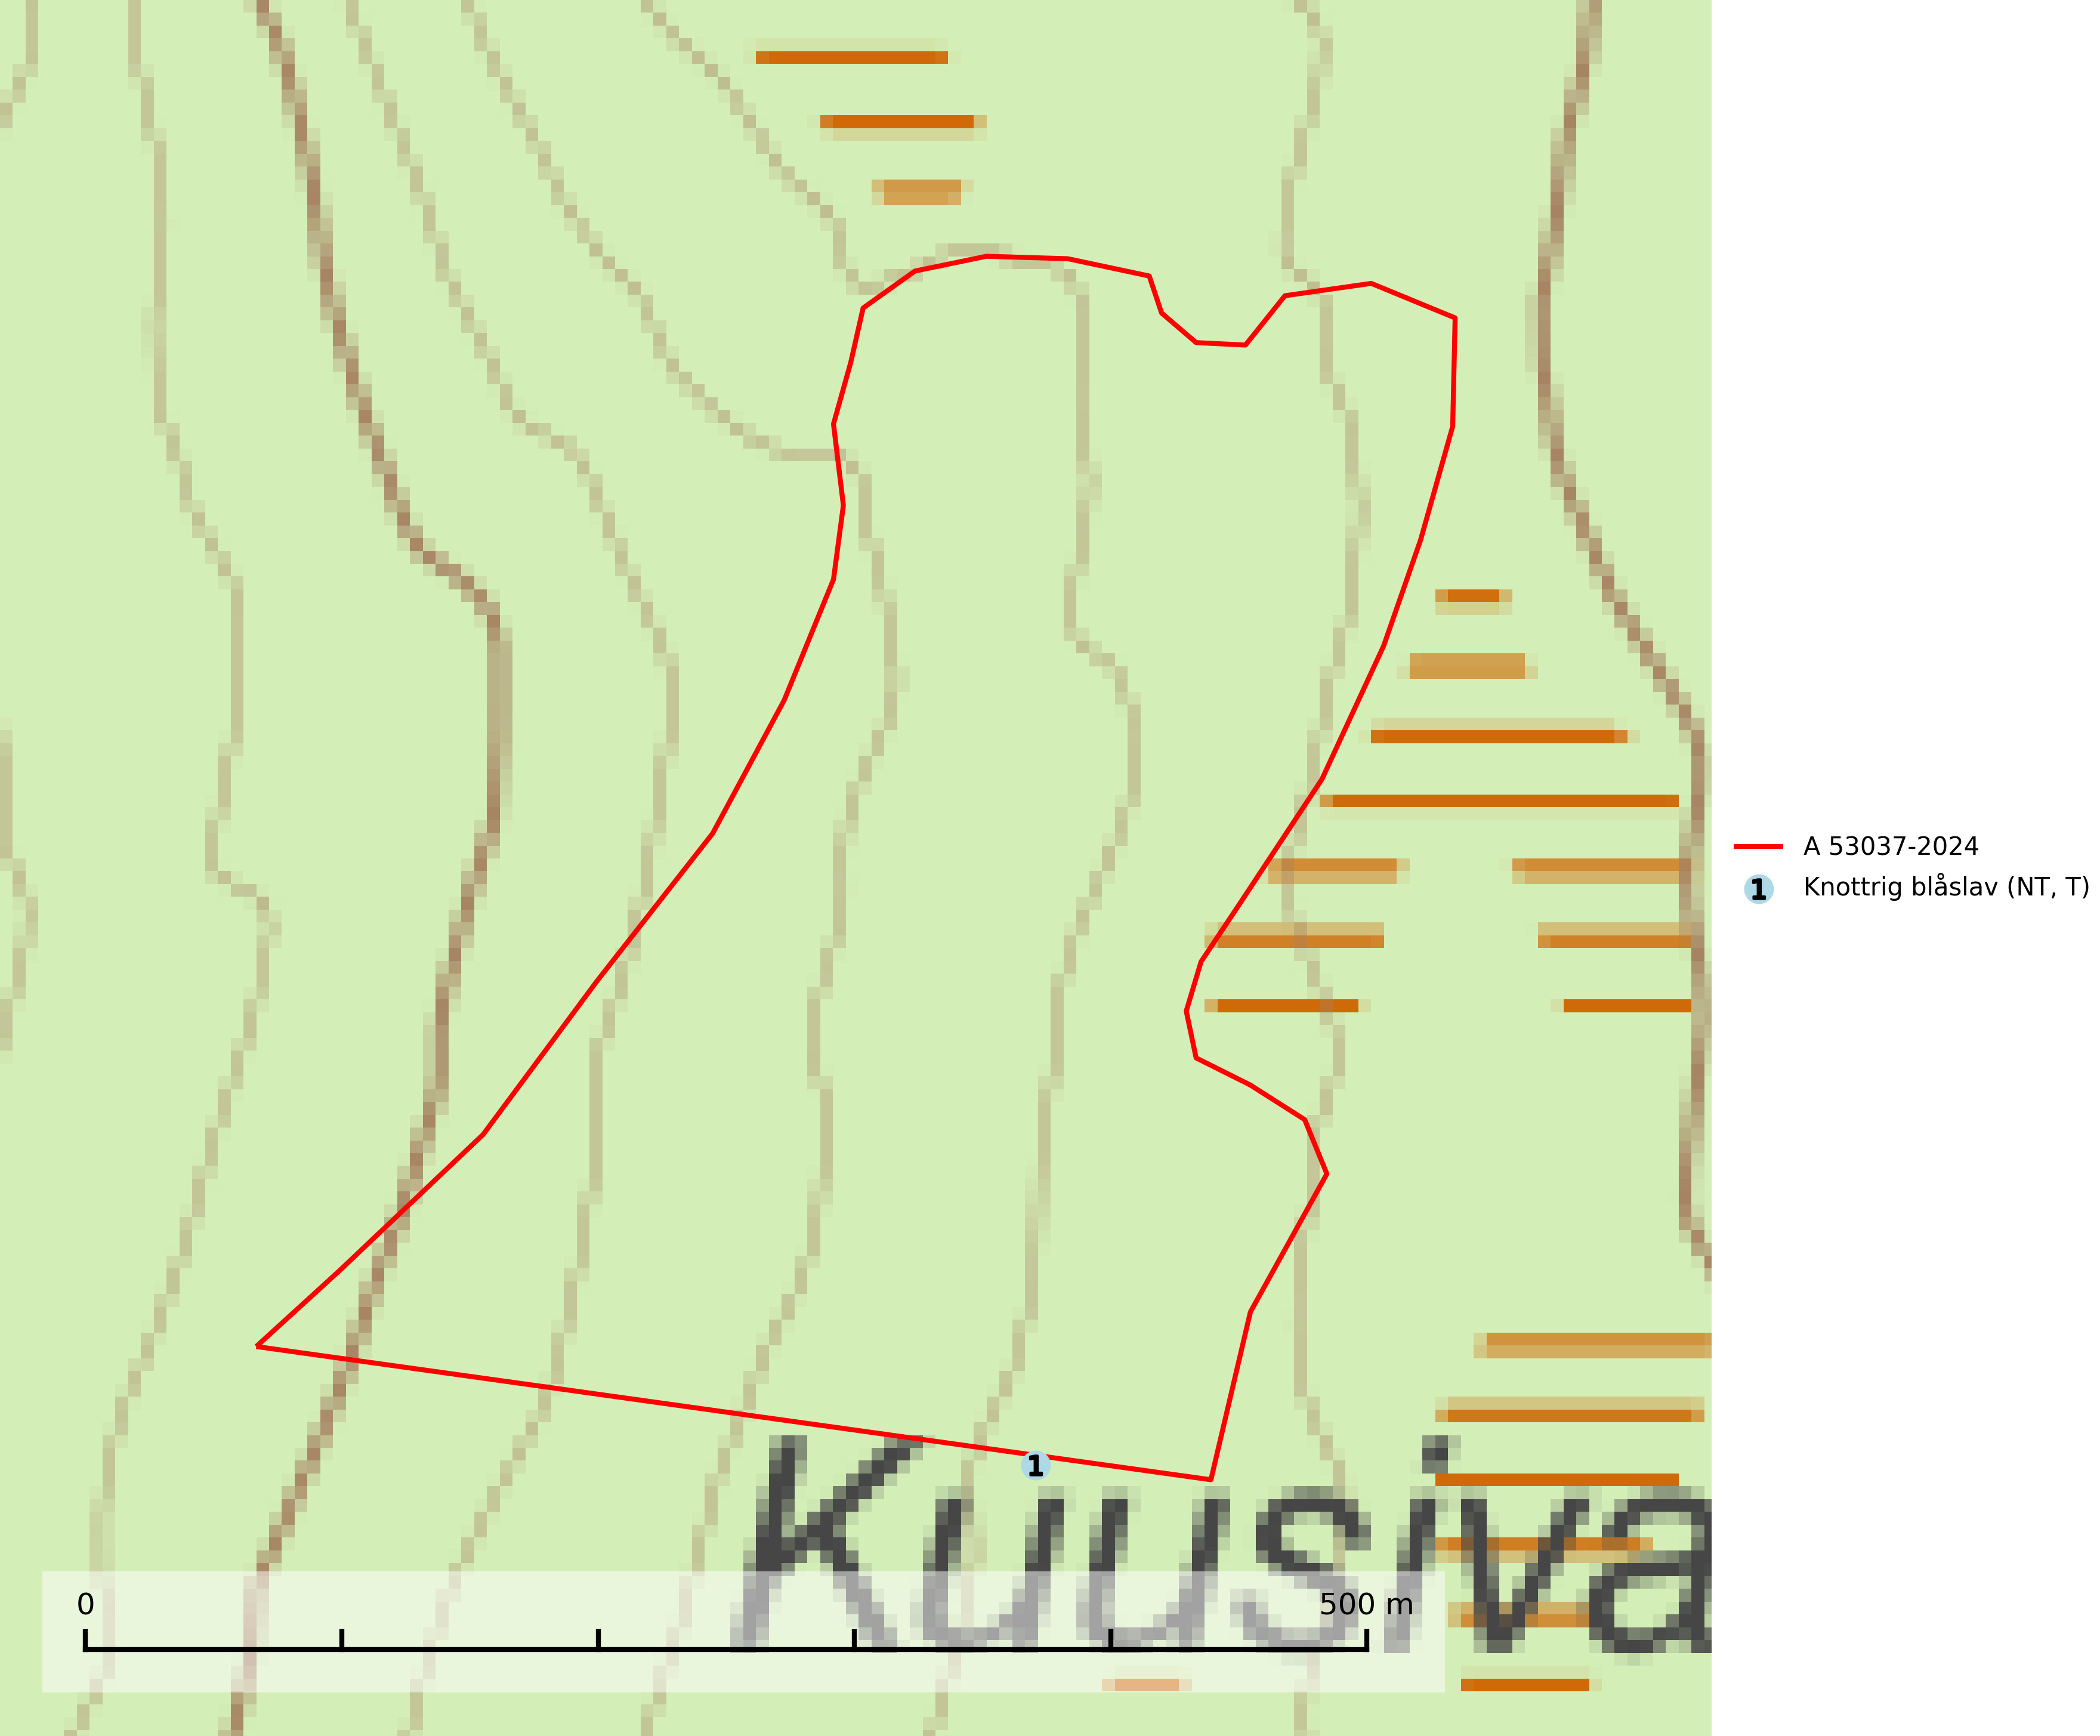 A 53037-2024
1 Knottrig blåslav (NT, T)
1
Kuusiva
0 500 m